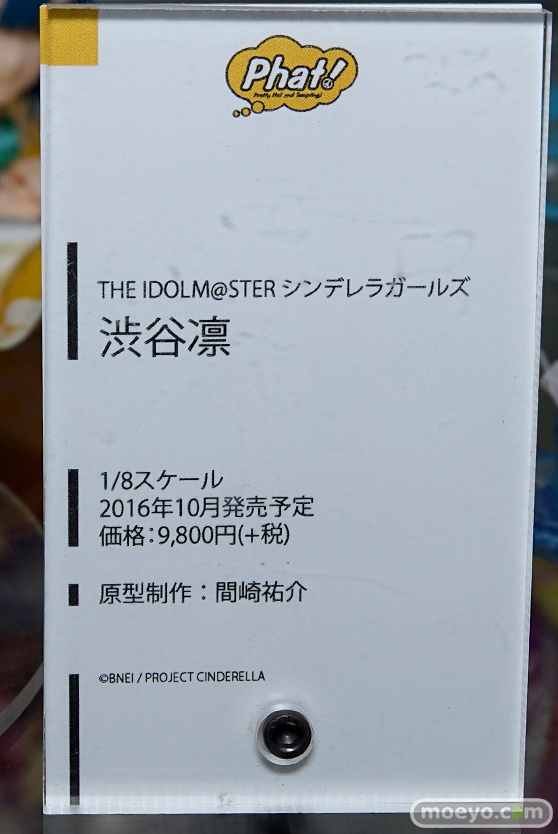 Phat!
Pretty Hot and Tempting!
THE IDOLM@STER シンデレラガールズ
渋谷凛
1/8スケール
2016年10月発売予定
価格：9,800円(+税)
原型制作：間崎祐介
©BNEI / PROJECT CINDERELLA
moeyo.com